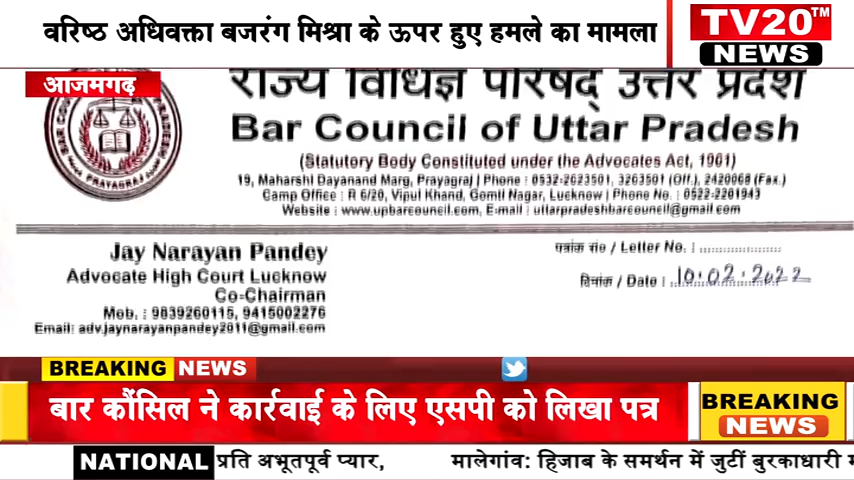 वरिष्ठ अधिवक्ता बजरंग मिश्रा के ऊपर हुए हमले का मामला
TV20™
NEWS
आजमगढ़
राज्य विधिज्ञ परिषद् उत्तर प्रदेश
Bar Council of Uttar Pradesh
(Statutory Body Constituted under the Advocates Act, 1961)
19, Maharshi Dayanand Marg, Prayagraj | Phone : 0532-2623501, 3263501 (Off.), 2420068 (Fax.)
Camp Office : R 6/20, Vipul Khand, Gomti Nagar, Lucknow | Phone No. : 0522-2201943
Website : www.upbarcouncil.com, E-mail : uttarpradeshbarcouncil@gmail.com
Jay Narayan Pandey
Advocate High Court Lucknow
Co-Chairman
Mob. : 9839260115, 9415002276
Email: adv.jaynarayanpandey2011@gmail.com
पत्रांक सं० / Letter No. :
दिनांक / Date : 10.02.2022
BREAKING NEWS
बार कौंसिल ने कार्रवाई के लिए एसपी को लिखा पत्र
BREAKING
NEWS
NATIONAL प्रति अभूतपूर्व प्यार, मालेगांव: हिजाब के समर्थन में जुटीं बुरकाधारी